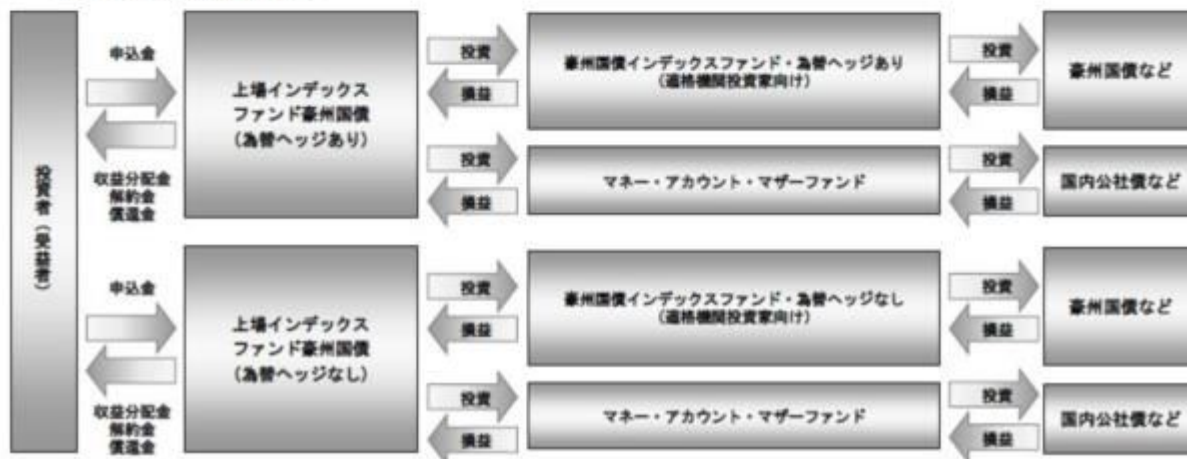 投資者（受益者）
申込金
収益分配金
解約金
償還金
上場インデックス
ファンド豪州国債
（為替ヘッジあり）
投資
損益
豪州国債インデックスファンド・為替ヘッジあり
（適格機関投資家向け）
投資
損益
豪州国債など
投資
損益
マネー・アカウント・マザーファンド
投資
損益
国内公社債など
申込金
収益分配金
解約金
償還金
上場インデックス
ファンド豪州国債
（為替ヘッジなし）
投資
損益
豪州国債インデックスファンド・為替ヘッジなし
（適格機関投資家向け）
投資
損益
豪州国債など
投資
損益
マネー・アカウント・マザーファンド
投資
損益
国内公社債など